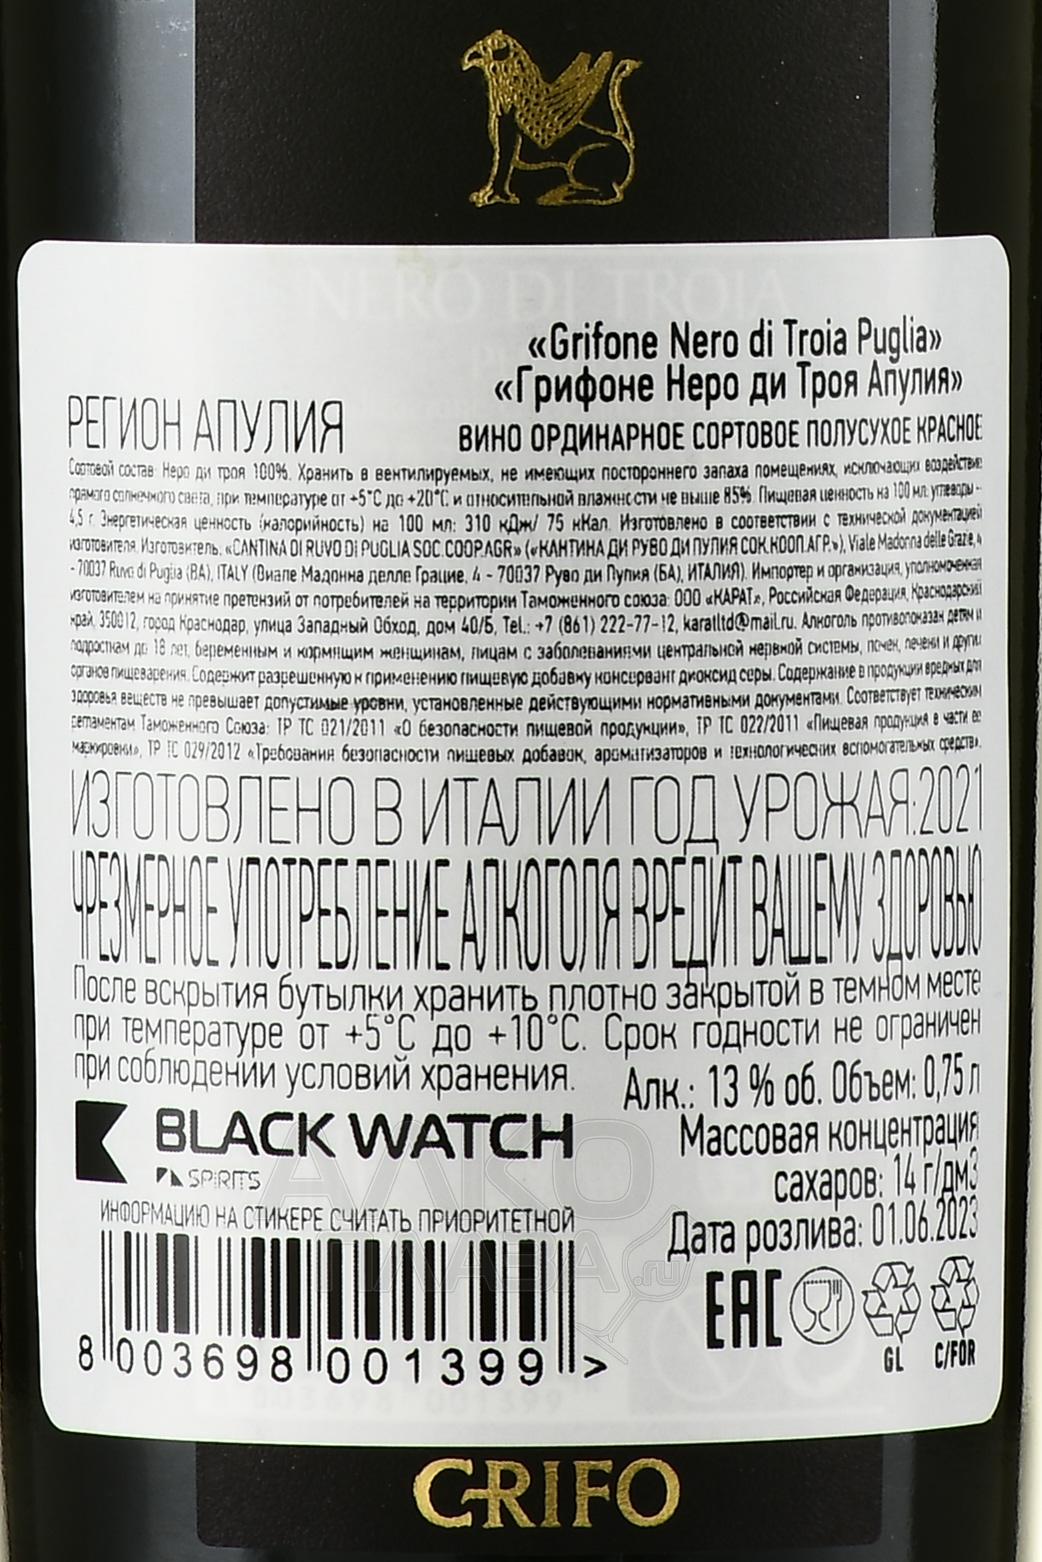 NERO DI TROIA
«Grifone Nero di Troia Puglia»
«Грифоне Неро ди Троя Апулия»
РЕГИОН АПУЛИЯ
ВИНО ОРДИНАРНОЕ СОРТОВОЕ ПОЛУСУХОЕ КРАСНОЕ
Сортовой состав: Неро ди троя 100%. Хранить в вентилируемых, не имеющих постороннего запаха помещениях, исключающих воздействие
прямого солнечного света, при температуре от +5°C до +20°C и относительной влажности не выше 85%. Пищевая ценность на 100 мл: углеводы -
4,5 г. Энергетическая ценность (калорийность) на 100 мл: 310 кДж/ 75 кКал. Изготовлено в соответствии с технической документацией
изготовителя. Изготовитель: «CANTINA DI RUVO DI PUGLIA SOC.COOP.AGR» («КАНТИНА ДИ РУВО ДИ ПУЛИЯ СОК.КООП.АГР.»), Viale Madonna delle Grazie, 4
- 70037 Ruvo di Puglia (BA), ITALY (Виале Мадонна делле Грацие, 4 - 70037 Руво ди Пулия (БА), ИТАЛИЯ). Импортер и организация, уполномоченная
изготовителем на принятие претензий от потребителей на территории Таможенного союза: ООО «КАРАТ», Российская Федерация, Краснодарский
край, 350012, город Краснодар, улица Западный Обход, дом 40/Б, Tel.: +7 (861) 222-77-12, karatltd@mail.ru. Алкоголь противопоказан детям и
подросткам до 18 лет, беременным и кормящим женщинам, лицам с заболеваниями центральной нервной системы, почек, печени и других
органов пищеварения. Содержит разрешенную к применению пищевую добавку консервант диоксид серы. Содержание в продукции вредных для
здоровья веществ не превышает допустимые уровни, установленные действующими нормативными документами. Соответствует техническим
регламентам Таможенного Союза: ТР ТС 021/2011 «О безопасности пищевой продукции», ТР ТС 022/2011 «Пищевая продукция в части ее
маркировки», ТР ТС 029/2012 «Требования безопасности пищевых добавок, ароматизаторов и технологических вспомогательных средств».
ИЗГОТОВЛЕНО В ИТАЛИИ ГОД УРОЖАЯ:2021
ЧРЕЗМЕРНОЕ УПОТРЕБЛЕНИЕ АЛКОГОЛЯ ВРЕДИТ ВАШЕМУ ЗДОРОВЬЮ
После вскрытия бутылки хранить плотно закрытой в темном месте
при температуре от +5°C до +10°C. Срок годности не ограничен
при соблюдении условий хранения.
Алк.: 13 % об. Объем: 0,75 л
Массовая концентрация
сахаров: 14 г/дм3
Дата розлива: 01.06.2023
BLACK WATCH
SPIRITS
ИНФОРМАЦИЮ НА СТИКЕРЕ СЧИТАТЬ ПРИОРИТЕТНОЙ
8 003698 001399 >
EAC
GL
C/FOR
АЛКО
ПЛАВА.ru
CRIFO